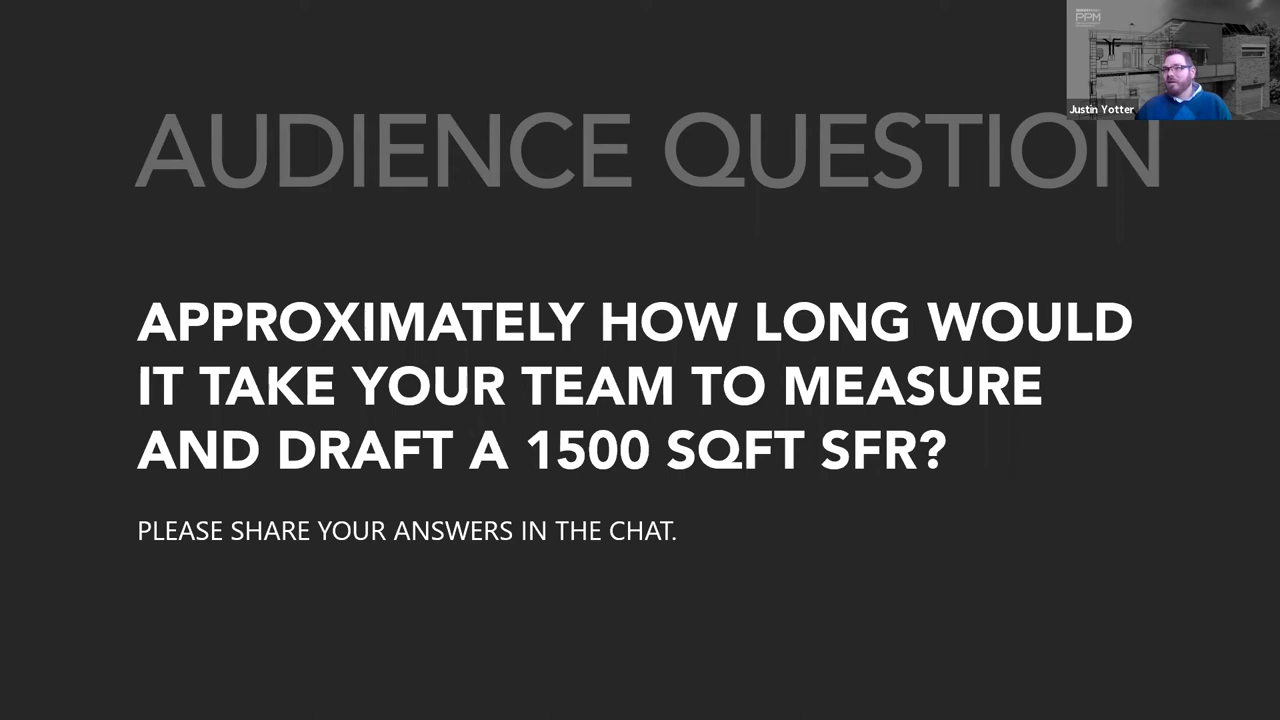 PPM
Justin Yotter
AUDIENCE QUESTION
APPROXIMATELY HOW LONG WOULD
IT TAKE YOUR TEAM TO MEASURE
AND DRAFT A 1500 SQFT SFR?
PLEASE SHARE YOUR ANSWERS IN THE CHAT.